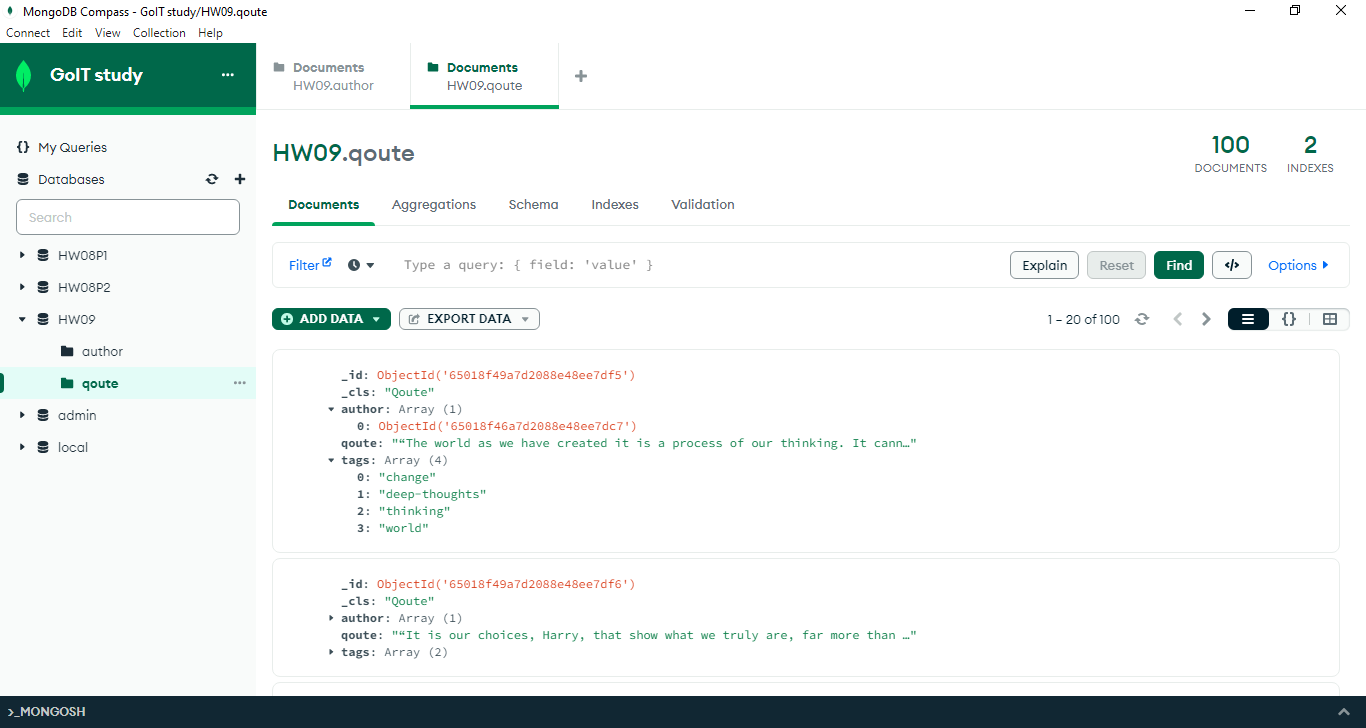 MongoDB Compass - GoIT study/HW09.qoute
Connect Edit View Collection Help
GoIT study
Documents
HW09.author
Documents
HW09.qoute
My Queries
Databases
Search
HW08P1
HW08P2
HW09
author
qoute
admin
local
HW09.qoute
100
DOCUMENTS
2
INDEXES
Documents Aggregations Schema Indexes Validation
Filter Type a query: { field: 'value' } Explain Reset Find </> Options
ADD DATA EXPORT DATA 1 – 20 of 100 {}
_id: ObjectId('65018f49a7d2088e48ee7df5')
_cls: "Qoute"
author: Array (1)
0: ObjectId('65018f46a7d2088e48ee7dc7')
qoute: "“The world as we have created it is a process of our thinking. It cann…"
tags: Array (4)
0: "change"
1: "deep-thoughts"
2: "thinking"
3: "world"
_id: ObjectId('65018f49a7d2088e48ee7df6')
_cls: "Qoute"
author: Array (1)
qoute: "“It is our choices, Harry, that show what we truly are, far more than …"
tags: Array (2)
>_MONGOSH